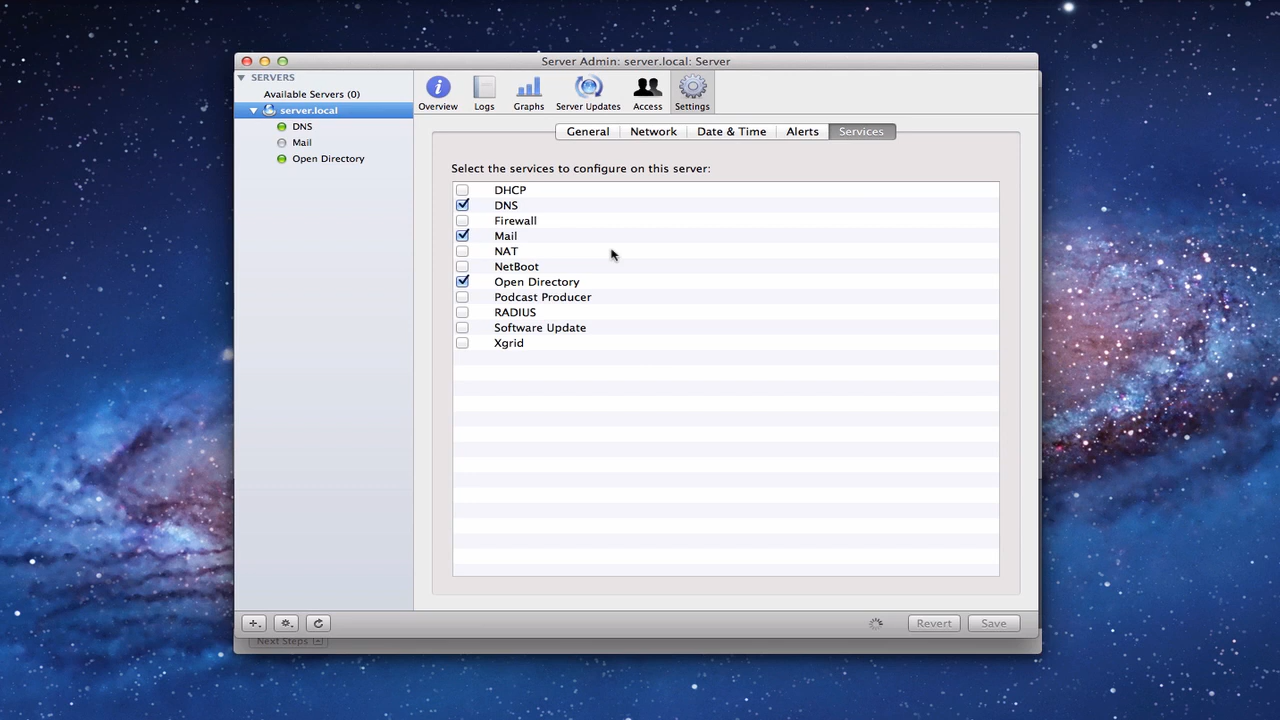 Server Admin: server.local: Server
SERVERS
Available Servers (0)
server.local
DNS
Mail
Open Directory
Overview
Logs
Graphs
Server Updates
Access
Settings
General
Network
Date & Time
Alerts
Services
Select the services to configure on this server:
DHCP
DNS
Firewall
Mail
NAT
NetBoot
Open Directory
Podcast Producer
RADIUS
Software Update
Xgrid
Revert
Save
Next Steps